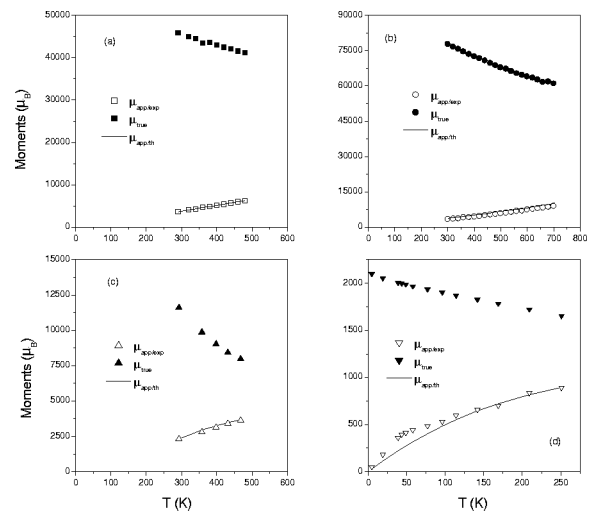 50000
40000
30000
20000
10000
0
0 100 200 300 400 500 600
Moments (μB)
(a)
μapp/exp
μtrue
μapp/th
90000
75000
60000
45000
30000
15000
0
0 100 200 300 400 500 600 700 800
(b)
μapp/exp
μtrue
μapp/th
15000
12500
10000
7500
5000
2500
0
0 100 200 300 400 500 600
Moments (μB)
T (K)
(c)
μapp/exp
μtrue
μapp/th
2000
1500
1000
500
0
0 50 100 150 200 250
T (K)
μapp/exp
μtrue
μapp/th
(d)